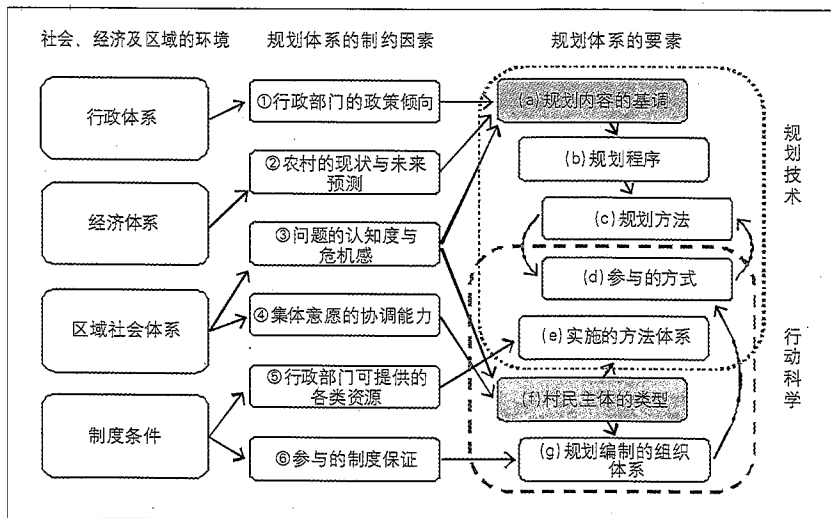 社会、经济及区域的环境
规划体系的制约因素
规划体系的要素
行政体系
经济体系
区域社会体系
制度条件
①行政部门的政策倾向
②农村的现状与未来
预测
③问题的认知度与
危机感
④集体意愿的协调能力
⑤行政部门可提供的
各类资源
⑥参与的制度保证
(a)规划内容的基调
(b)规划程序
(c)规划方法
(d)参与的方式
(e)实施的方法体系
(f)村民主体的类型
(g)规划编制的组织
体系
规划技术
行动科学